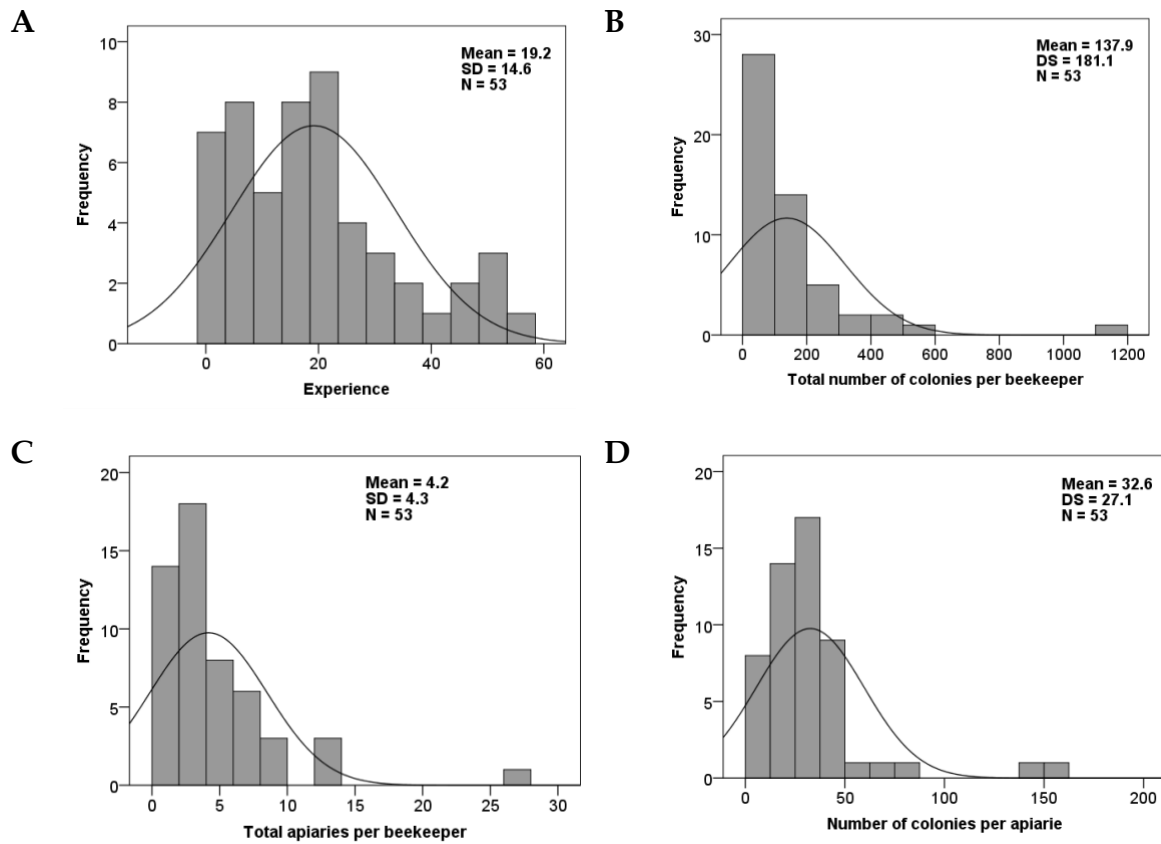 A
Mean = 19.2
SD = 14.6
N = 53
10
8
6
4
2
0
Frequency
0 20 40 60
Experience
B
Mean = 137.9
DS = 181.1
N = 53
30
20
10
0
Frequency
0 200 400 600 800 1000 1200
Total number of colonies per beekeeper
C
Mean = 4.2
SD = 4.3
N = 53
20
15
10
5
0
Frequency
0 5 10 15 20 25 30
Total apiaries per beekeeper
D
Mean = 32.6
DS = 27.1
N = 53
20
15
10
5
0
Frequency
0 50 100 150 200
Number of colonies per apiarie